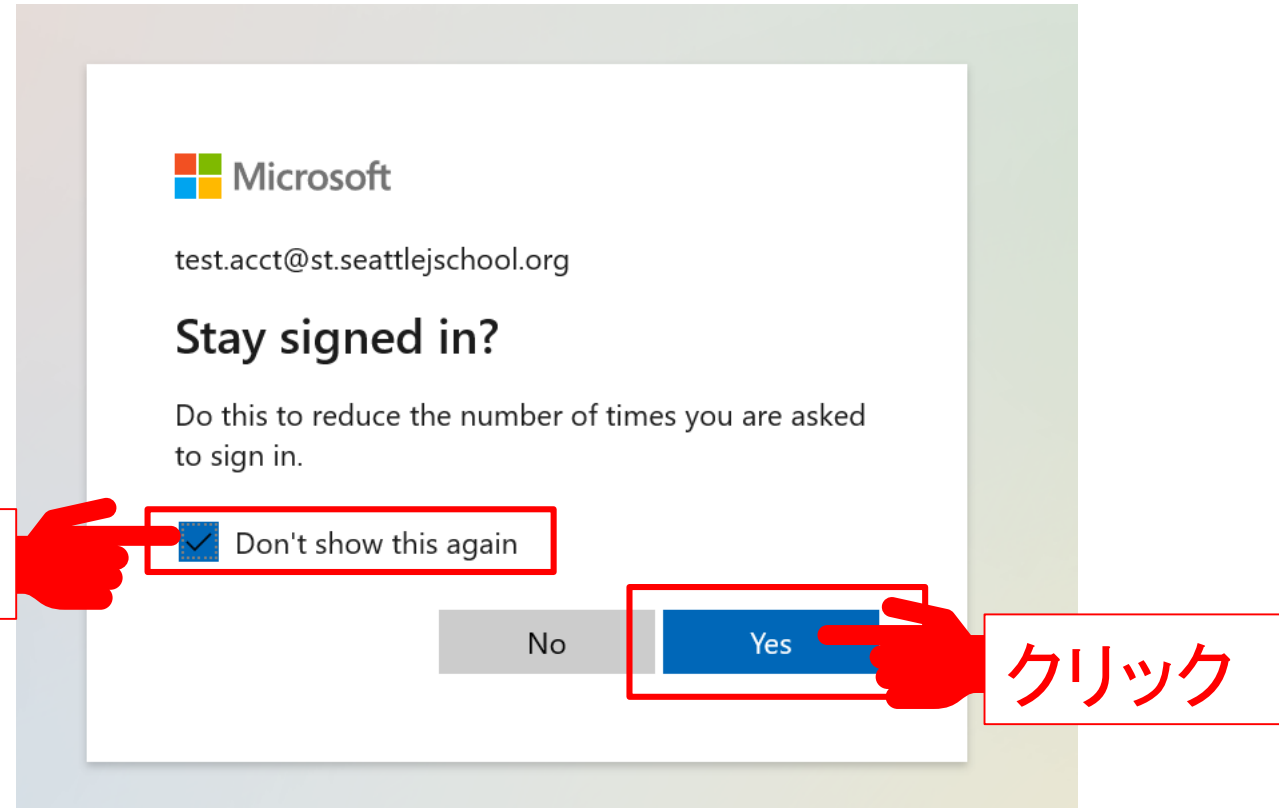 Microsoft
test.acct@st.seattlejschool.org
Stay signed in?
Do this to reduce the number of times you are asked
to sign in.
Don't show this again
No
Yes
クリック